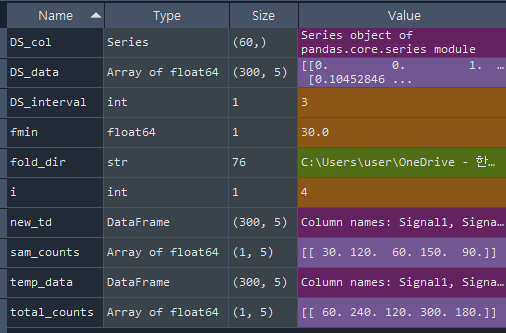 Name Type Size Value
DS_col Series (60,) Series object of
pandas.core.series module
DS_data Array of float64 (300, 5) [[0. 0. 1. …
[0.10452846 ...
DS_interval int 1 3
fmin float64 1 30.0
fold_dir str 76 C:\Users\user\OneDrive - 한…
i int 1 4
new_td DataFrame (300, 5) Column names: Signal1, Signa…
sam_counts Array of float64 (1, 5) [[ 30. 120. 60. 150. 90.]]
temp_data DataFrame (300, 5) Column names: Signal1, Signa…
total_counts Array of float64 (1, 5) [[ 60. 240. 120. 300. 180.]]